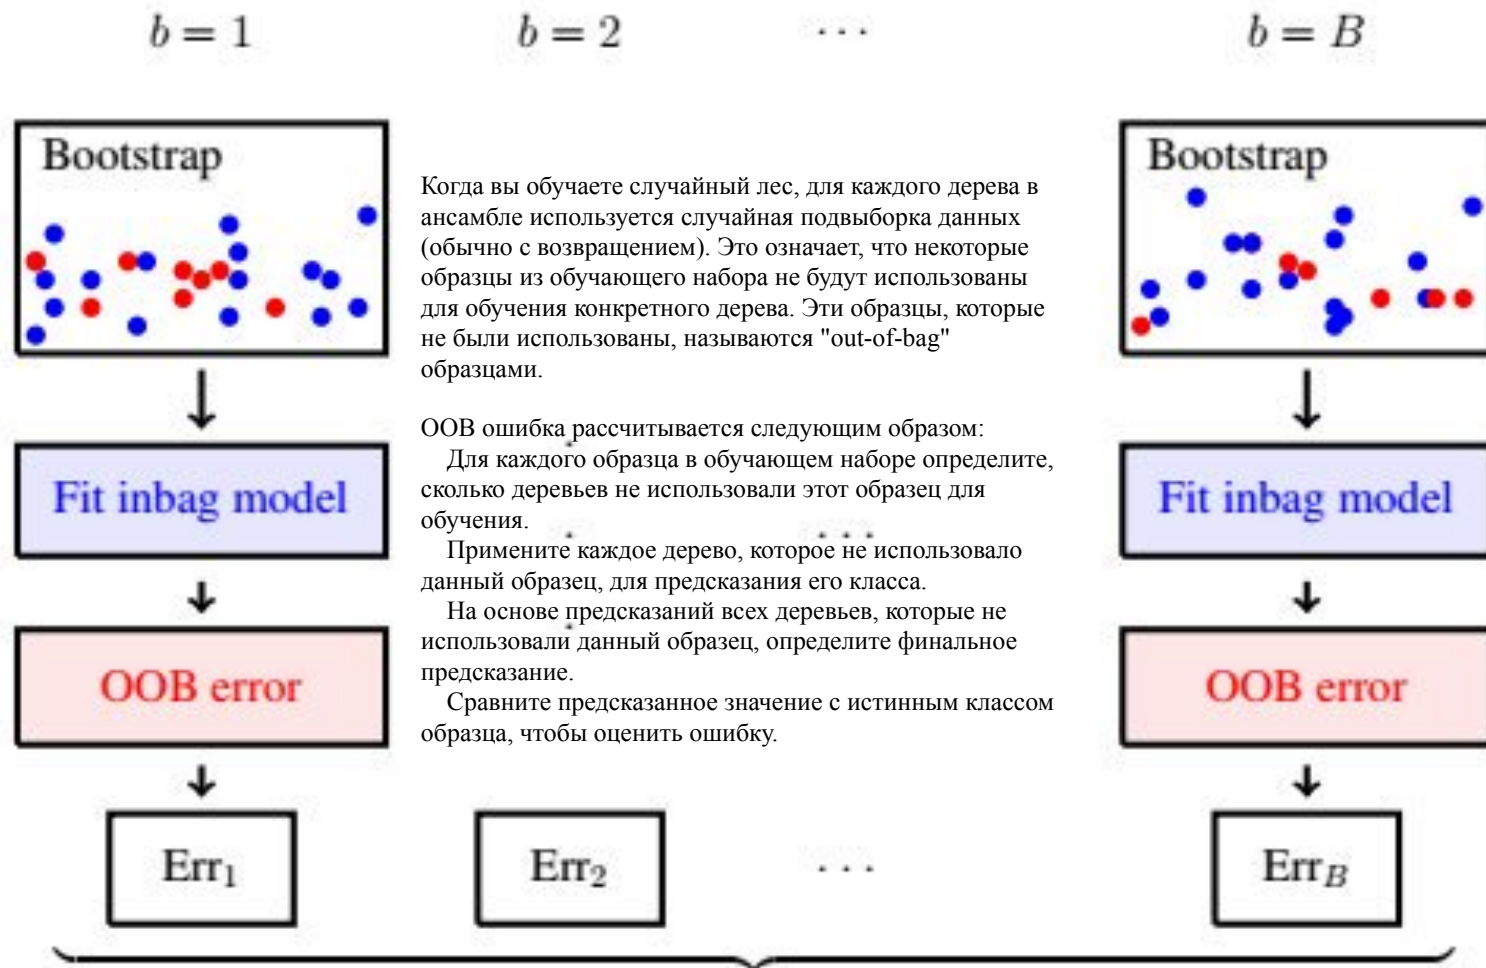 b = 1
b = 2
· · ·
b = B
Bootstrap
Bootstrap
Когда вы обучаете случайный лес, для каждого дерева в
ансамбле используется случайная подвыборка данных
(обычно с возвращением). Это означает, что некоторые
образцы из обучающего набора не будут использованы
для обучения конкретного дерева. Эти образцы, которые
не были использованы, называются "out-of-bag"
образцами.
OOB ошибка рассчитывается следующим образом:
Для каждого образца в обучающем наборе определите,
сколько деревьев не использовали этот образец для
обучения.
Примените каждое дерево, которое не использовало
данный образец, для предсказания его класса.
На основе предсказаний всех деревьев, которые не
использовали данный образец, определите финальное
предсказание.
Сравните предсказанное значение с истинным классом
образца, чтобы оценить ошибку.
Fit inbag model
· · ·
Fit inbag model
OOB error
OOB error
Err₁
Err₂
· · ·
Err_B